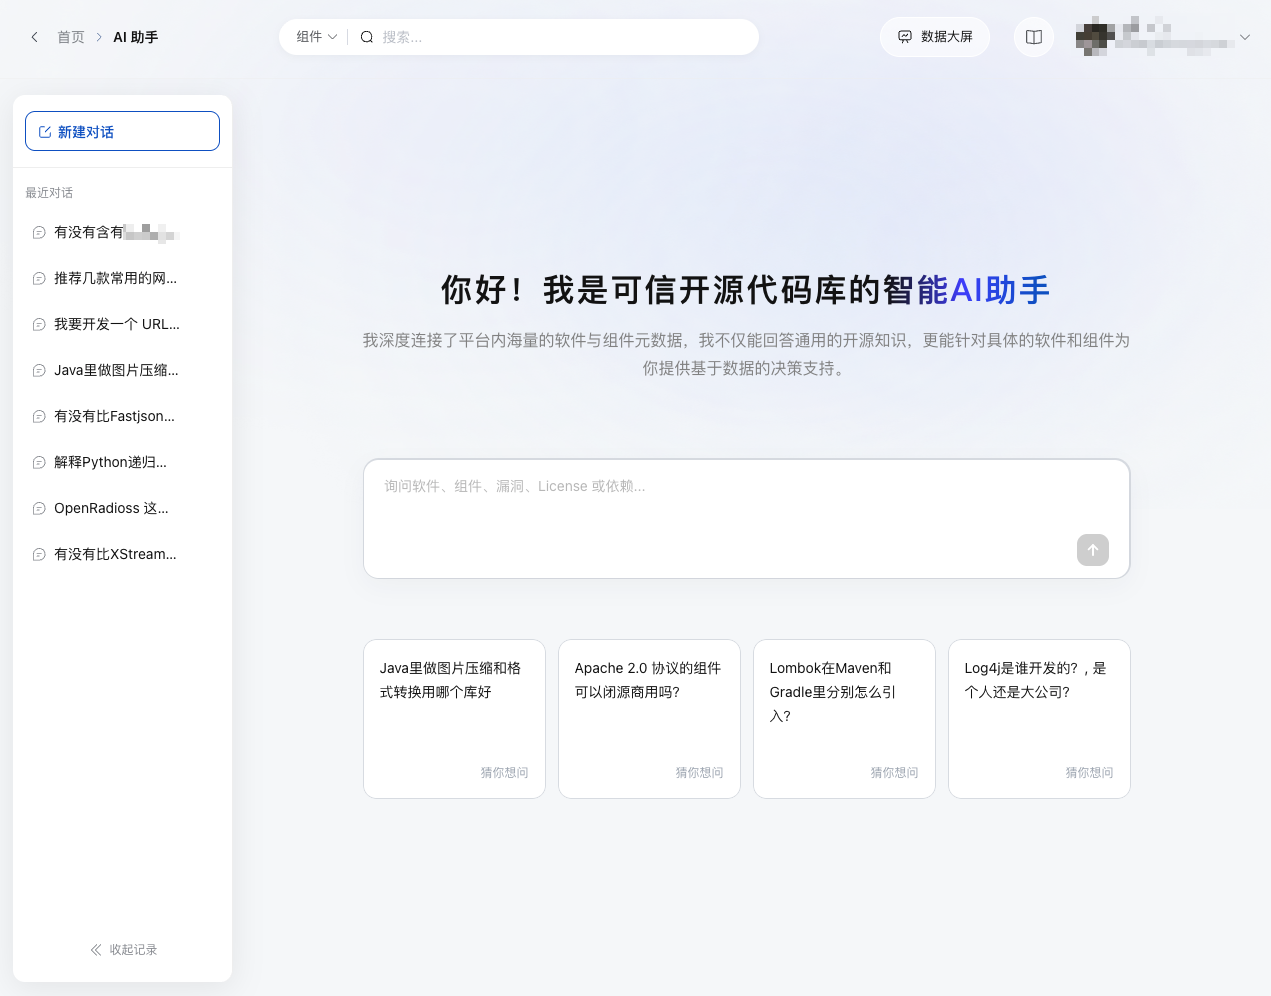 首页 AI 助手
组件 搜索...
数据大屏
新建对话
最近对话
有没有含有
推荐几款常用的网...
我要开发一个 URL...
Java里做图片压缩...
有没有比Fastjson...
解释Python递归...
OpenRadioss 这...
有没有比XStream...
收起记录
你好！我是可信开源代码库的智能AI助手
我深度连接了平台内海量的软件与组件元数据，我不仅能回答通用的开源知识，更能针对具体的软件和组件为
你提供基于数据的决策支持。
询问软件、组件、漏洞、License 或依赖...
Java里做图片压缩和格
式转换用哪个库好
猜你想问
Apache 2.0 协议的组件
可以闭源商用吗？
猜你想问
Lombok在Maven和
Gradle里分别怎么引
入？
猜你想问
Log4j是谁开发的？, 是
个人还是大公司？
猜你想问